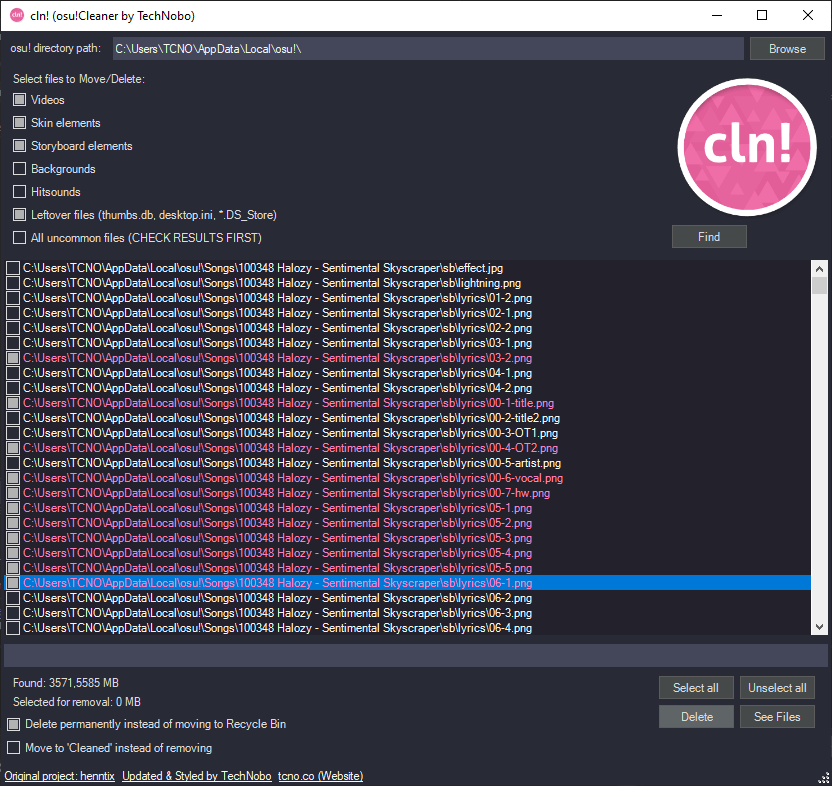 cln! (osu!Cleaner by TechNobo)
osu! directory path: C:\Users\TCNO\AppData\Local\osu!\ Browse
Select files to Move/Delete:
Videos
Skin elements
Storyboard elements
cln!
Backgrounds
Hitsounds
Leftover files (thumbs.db, desktop.ini, *.DS_Store)
All uncommon files (CHECK RESULTS FIRST)
Find
C:\Users\TCNO\AppData\Local\osu!\Songs\100348 Halozy - Sentimental Skyscraper\sb\effect.jpg
C:\Users\TCNO\AppData\Local\osu!\Songs\100348 Halozy - Sentimental Skyscraper\sb\lightning.png
C:\Users\TCNO\AppData\Local\osu!\Songs\100348 Halozy - Sentimental Skyscraper\sb\lyrics\01-2.png
C:\Users\TCNO\AppData\Local\osu!\Songs\100348 Halozy - Sentimental Skyscraper\sb\lyrics\02-1.png
C:\Users\TCNO\AppData\Local\osu!\Songs\100348 Halozy - Sentimental Skyscraper\sb\lyrics\02-2.png
C:\Users\TCNO\AppData\Local\osu!\Songs\100348 Halozy - Sentimental Skyscraper\sb\lyrics\03-1.png
C:\Users\TCNO\AppData\Local\osu!\Songs\100348 Halozy - Sentimental Skyscraper\sb\lyrics\03-2.png
C:\Users\TCNO\AppData\Local\osu!\Songs\100348 Halozy - Sentimental Skyscraper\sb\lyrics\04-1.png
C:\Users\TCNO\AppData\Local\osu!\Songs\100348 Halozy - Sentimental Skyscraper\sb\lyrics\04-2.png
C:\Users\TCNO\AppData\Local\osu!\Songs\100348 Halozy - Sentimental Skyscraper\sb\lyrics\00-1-title.png
C:\Users\TCNO\AppData\Local\osu!\Songs\100348 Halozy - Sentimental Skyscraper\sb\lyrics\00-2-title2.png
C:\Users\TCNO\AppData\Local\osu!\Songs\100348 Halozy - Sentimental Skyscraper\sb\lyrics\00-3-OT1.png
C:\Users\TCNO\AppData\Local\osu!\Songs\100348 Halozy - Sentimental Skyscraper\sb\lyrics\00-4-OT2.png
C:\Users\TCNO\AppData\Local\osu!\Songs\100348 Halozy - Sentimental Skyscraper\sb\lyrics\00-5-artist.png
C:\Users\TCNO\AppData\Local\osu!\Songs\100348 Halozy - Sentimental Skyscraper\sb\lyrics\00-6-vocal.png
C:\Users\TCNO\AppData\Local\osu!\Songs\100348 Halozy - Sentimental Skyscraper\sb\lyrics\00-7-hw.png
C:\Users\TCNO\AppData\Local\osu!\Songs\100348 Halozy - Sentimental Skyscraper\sb\lyrics\05-1.png
C:\Users\TCNO\AppData\Local\osu!\Songs\100348 Halozy - Sentimental Skyscraper\sb\lyrics\05-2.png
C:\Users\TCNO\AppData\Local\osu!\Songs\100348 Halozy - Sentimental Skyscraper\sb\lyrics\05-3.png
C:\Users\TCNO\AppData\Local\osu!\Songs\100348 Halozy - Sentimental Skyscraper\sb\lyrics\05-4.png
C:\Users\TCNO\AppData\Local\osu!\Songs\100348 Halozy - Sentimental Skyscraper\sb\lyrics\05-5.png
C:\Users\TCNO\AppData\Local\osu!\Songs\100348 Halozy - Sentimental Skyscraper\sb\lyrics\06-1.png
C:\Users\TCNO\AppData\Local\osu!\Songs\100348 Halozy - Sentimental Skyscraper\sb\lyrics\06-2.png
C:\Users\TCNO\AppData\Local\osu!\Songs\100348 Halozy - Sentimental Skyscraper\sb\lyrics\06-3.png
C:\Users\TCNO\AppData\Local\osu!\Songs\100348 Halozy - Sentimental Skyscraper\sb\lyrics\06-4.png
Found: 3571,5585 MB
Select all Unselect all
Selected for removal: 0 MB
Delete See Files
Delete permanently instead of moving to Recycle Bin
Move to 'Cleaned' instead of removing
Original project: henntix Updated & Styled by TechNobo tcno.co (Website)